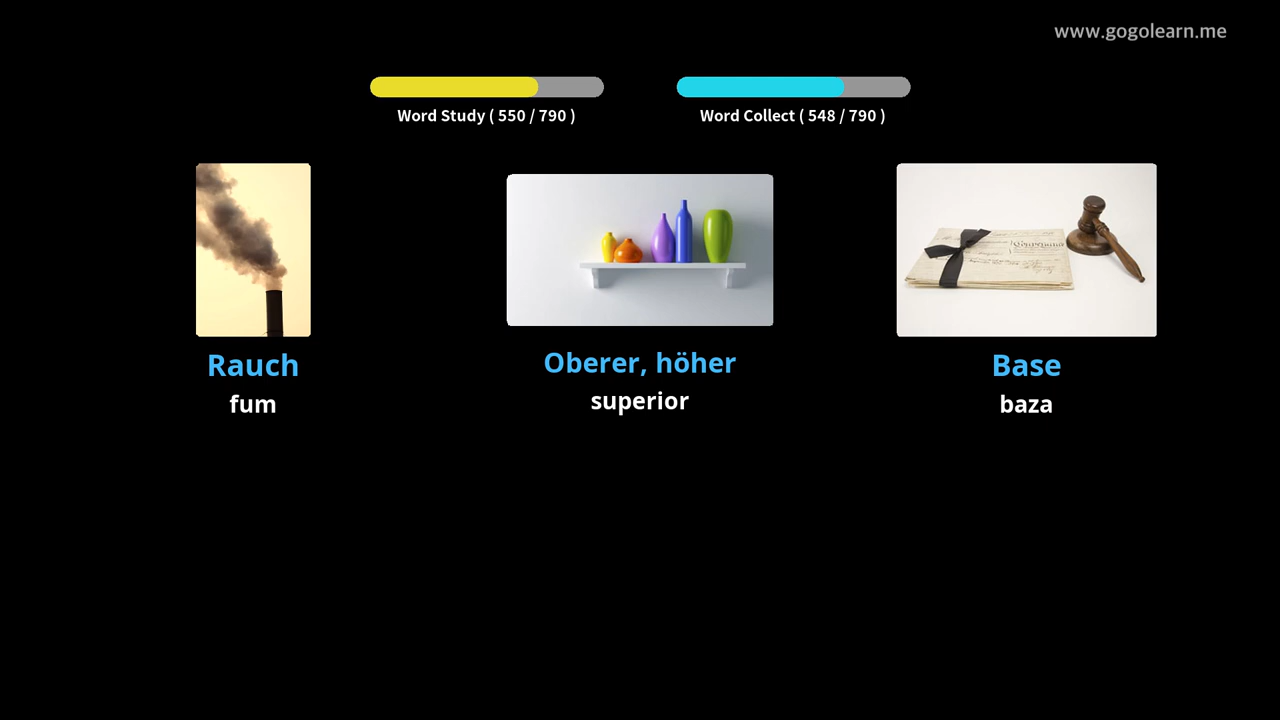 www.gogolearn.me
Word Study ( 550 / 790 )
Word Collect ( 548 / 790 )
Rauch
fum
Oberer, höher
superior
Base
baza